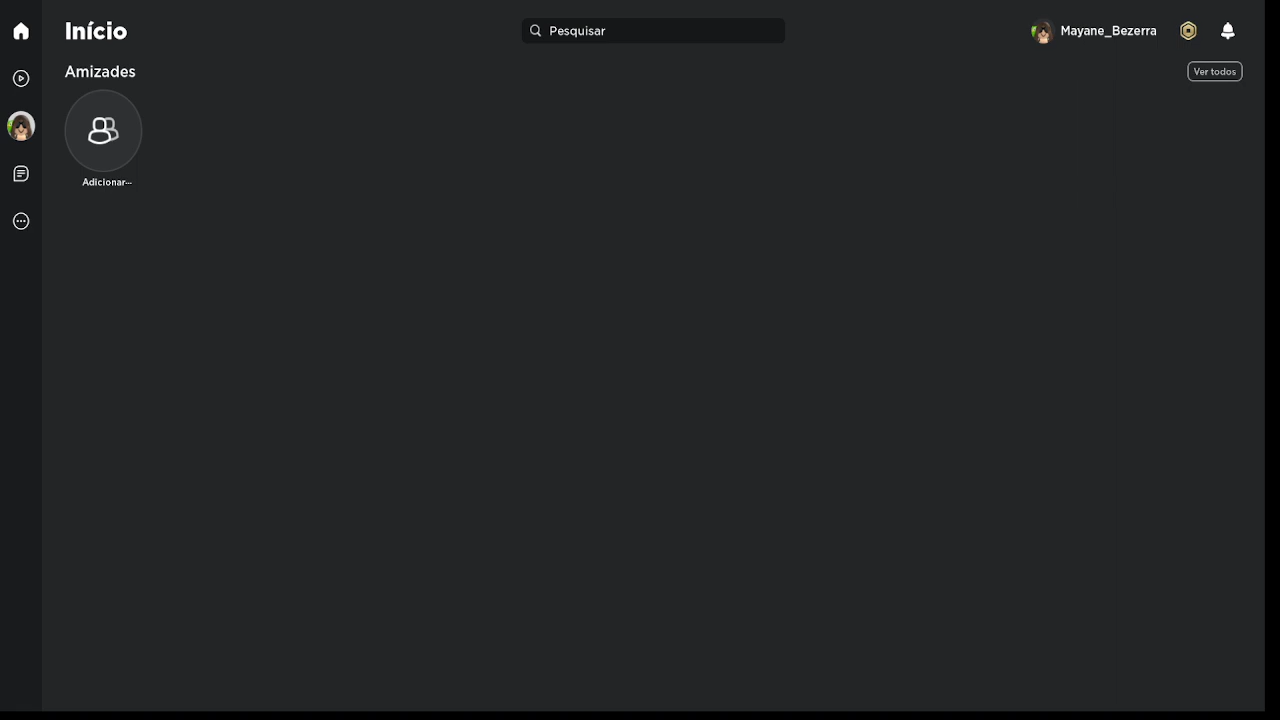 Início
Pesquisar
Mayane_Bezerra
Amizades
Ver todos
Adicionar...